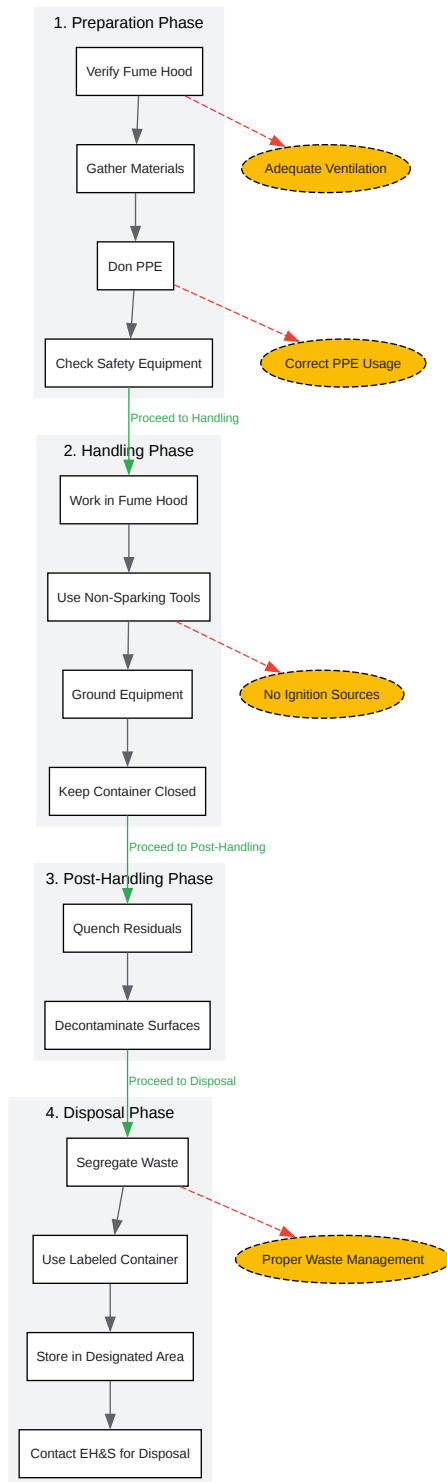 1. Preparation Phase
Verify Fume Hood
Gather Materials
Adequate Ventilation
Don PPE
Check Safety Equipment
Correct PPE Usage
Proceed to Handling
2. Handling Phase
Work in Fume Hood
Use Non-Sparking Tools
Ground Equipment
No Ignition Sources
Keep Container Closed
Proceed to Post-Handling
3. Post-Handling Phase
Quench Residuals
Decontaminate Surfaces
Proceed to Disposal
4. Disposal Phase
Segregate Waste
Use Labeled Container
Proper Waste Management
Store in Designated Area
Contact EH&S for Disposal